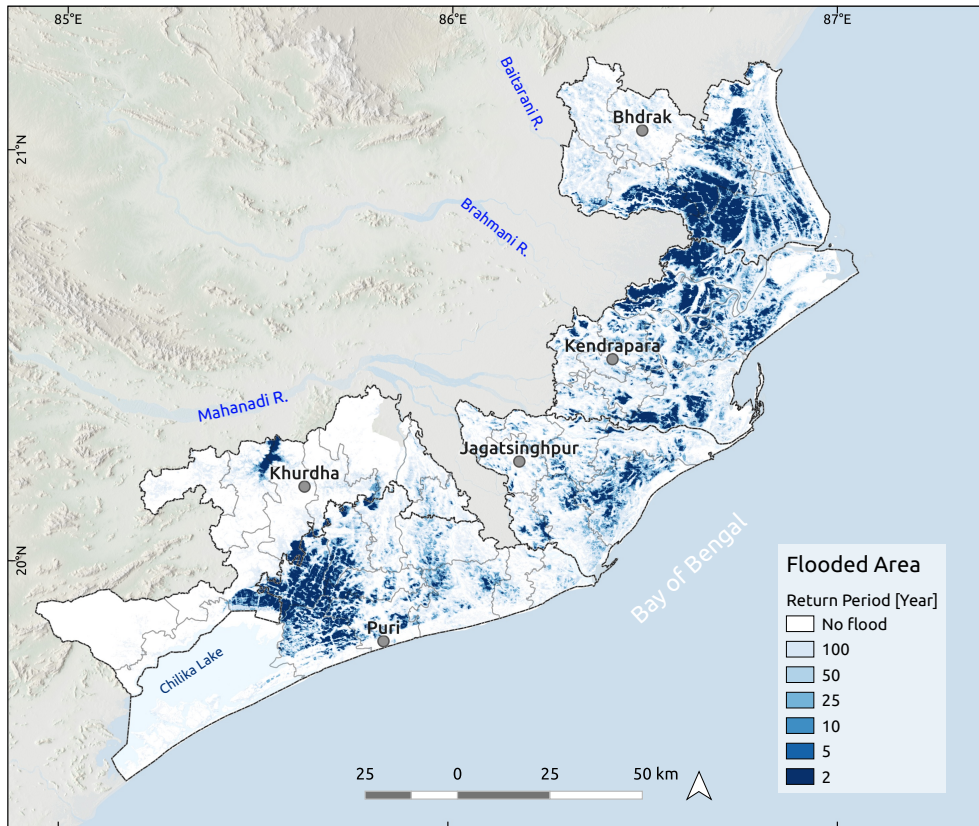 85°E
86°E
87°E
21°N
20°N
Baitarani R.
Bhdrak
Brahmani R.
Kendrapara
Mahanadi R.
Jagatsinghpur
Khurdha
Bay of Bengal
Puri
Chilika Lake
Flooded Area
Return Period [Year]
No flood
100
50
25
10
5
2
25 0 25 50 km